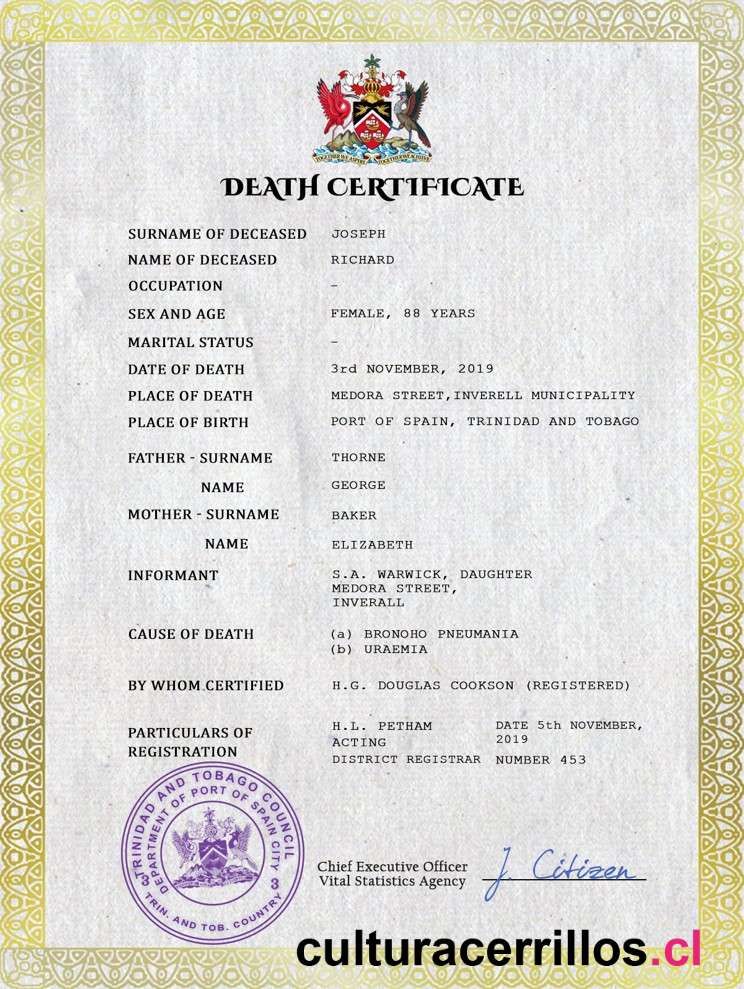 TOGETHER WE ASPIRE TOGETHER WE ACHIEVE
DEATH CERTIFICATE
SURNAME OF DECEASED JOSEPH
NAME OF DECEASED RICHARD
OCCUPATION –
SEX AND AGE FEMALE, 88 YEARS
MARITAL STATUS –
DATE OF DEATH 3rd NOVEMBER, 2019
PLACE OF DEATH MEDORA STREET,INVERELL MUNICIPALITY
PLACE OF BIRTH PORT OF SPAIN, TRINIDAD AND TOBAGO
FATHER - SURNAME THORNE
NAME GEORGE
MOTHER - SURNAME BAKER
NAME ELIZABETH
INFORMANT S.A. WARWICK, DAUGHTER
MEDORA STREET,
INVERALL
CAUSE OF DEATH (a) BRONOHO PNEUMANIA
(b) URAEMIA
BY WHOM CERTIFIED H.G. DOUGLAS COOKSON (REGISTERED)
PARTICULARS OF REGISTRATION H.L. PETHAM DATE 5th NOVEMBER,
ACTING 2019
DISTRICT REGISTRAR NUMBER 453
TRINIDAD AND TOBAGO COUNCIL
DEPARTMENT OF PORT OF SPAIN CITY
3 3
TRIN. AND TOB. COUNTRY
Chief Executive Officer
Vital Statistics Agency J. Citizen
culturacerrillos.cl